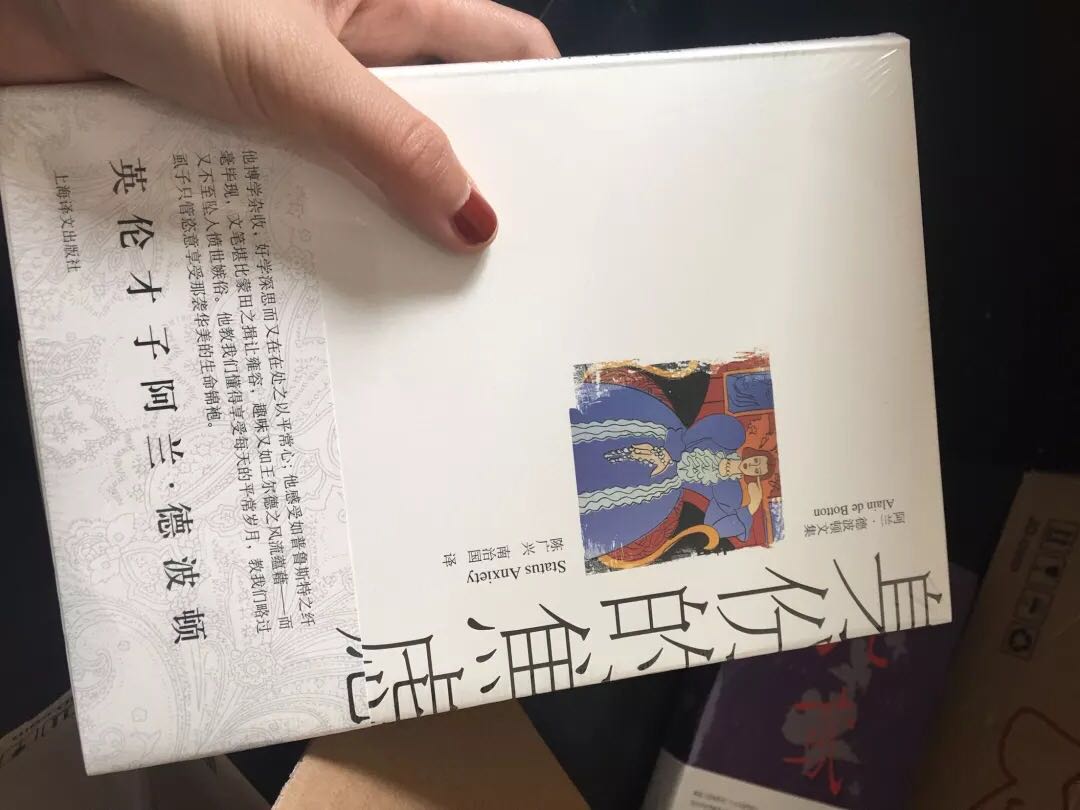 身份的焦虑
阿兰·德波顿文集
Alain de Botton
Status Anxiety
陈广兴
南治国 译
他博学杂收，好学深思而又在在处之以平常心；他感受如普鲁斯特之纤
毫毕现，文笔堪比蒙田之揖让雍容，趣味又如王尔德之风流蕴藉——而
又不至坠入愤世嫉俗。他教我们懂得享受每天的平常岁月，教我们略过
虱子只管恣意享受那袭华美的生命锦袍。
英伦才子阿兰·德波顿
上海译文出版社